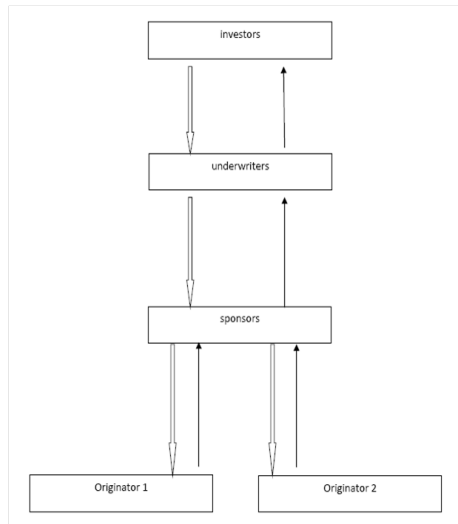 investors
underwriters
sponsors
Originator 1
Originator 2